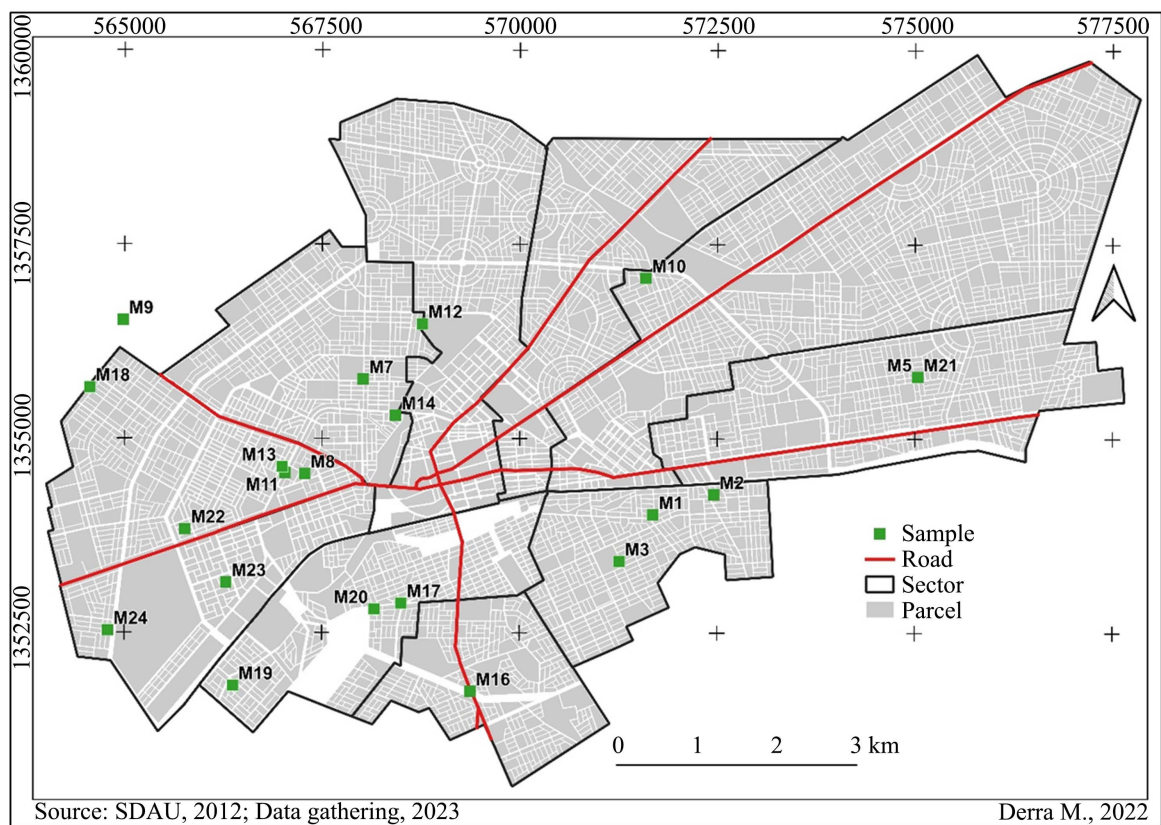 565000 567500 570000 572500 575000 577500
1360000
1357500
1355000
1352500
M10
M9
M12
M7
M5 M21
M18
M14
M13
M8
M11
M2
M1
M22
M3
M23
M20
M17
M24
M19
M16
Sample
Road
Sector
Parcel
0 1 2 3 km
Source: SDAU, 2012; Data gathering, 2023
Derra M., 2022